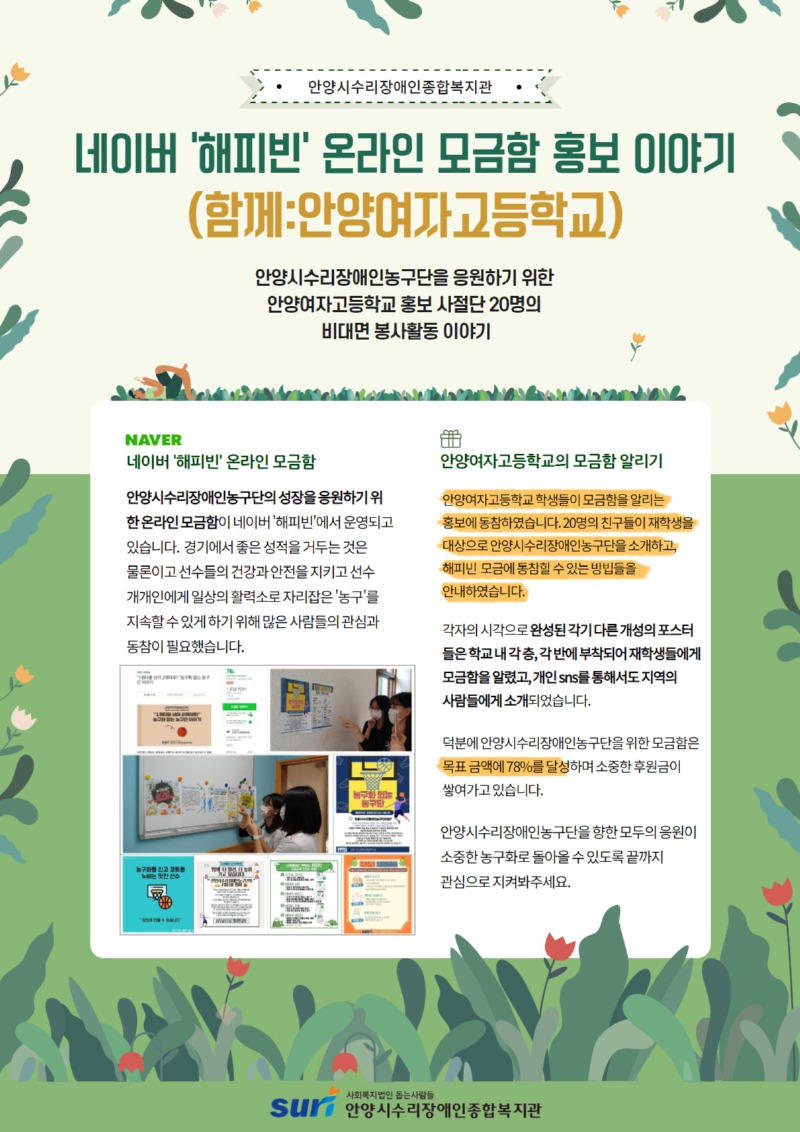 안양시수리장애인종합복지관
네이버 '해피빈' 온라인 모금함 홍보 이야기
(함께:안양여자고등학교)
안양시수리장애인농구단을 응원하기 위한
안양여자고등학교 홍보 사절단 20명의
비대면 봉사활동 이야기
NAVER
네이버 '해피빈' 온라인 모금함
안양시수리장애인농구단의 성장을 응원하기 위
한 온라인 모금함이 네이버 '해피빈'에서 운영되고
있습니다. 경기에서 좋은 성적을 거두는 것은
물론이고 선수들의 건강과 안전을 지키고 선수
개개인에게 일상의 활력소로 자리잡은 '농구'를
지속할 수 있게 하기 위해 많은 사람들의 관심과
동참이 필요했습니다.
농구화 없는
농구단
농구화를 신고 코트를
누비는 멋진 선수
안양여자고등학교의 모금함 알리기
안양여자고등학교 학생들이 모금함을 알리는
홍보에 동참하였습니다. 20명의 친구들이 재학생을
대상으로 안양시수리장애인농구단을 소개하고,
해피빈 모금에 동침할 수 있는 방법들을
안내하였습니다.
각자의 시각으로 완성된 각기 다른 개성의 포스터
들은 학교 내 각 층, 각 반에 부착되어 재학생들에게
모금함을 알렸고, 개인 sns를 통해서도 지역의
사람들에게 소개되었습니다.
덕분에 안양시수리장애인농구단을 위한 모금함은
목표 금액에 78%를 달성하며 소중한 후원금이
쌓여가고 있습니다.
안양시수리장애인농구단을 향한 모두의 응원이
소중한 농구화로 돌아올 수 있도록 끝까지
관심으로 지켜봐주세요.
suri 사회복지법인 돕는사람들
안양시수리장애인종합복지관